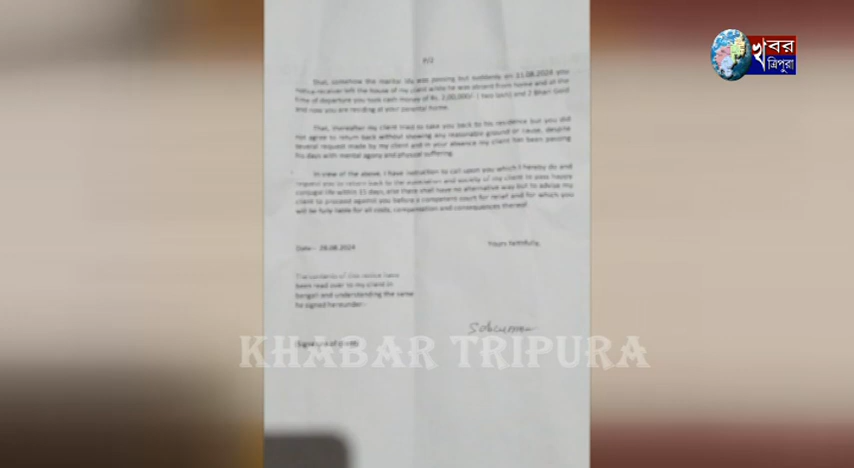 খবর
ত্রিপুরা
P/2
That, sometime the marital life was passing but suddenly on 11.08.2024 you
notice receiver left the house of my client while he was absent from home and at the
time of departure you took cash money of Rs. 2,00,000/- ( two lach) and 2 Bhari Gold
and now you are residing at your parental home.
That, thereafter my client tried to take you back to his residence but you did
not agree to return back without showing any reasonable ground or cause, despite
several request made by my client and in your absence my client has been passing
his days with mental agony and physical suffering.
In view of the above, I have instruction to call upon you which I hereby do and
request you to return back to the and society of my client to pass happy
conjugal life within 15 days, else there shall have no alternative way but to advise my
client to proceed against you before a competent court for relief and for which you
will be fully liable for all costs, compensation and consequences thereof.
Date:- 28.08.2024
Yours faithfully,
The contents of this notice have
been read over to my client in
bengali and understanding the same
he signed hereunder:-
(Signature of client)
KHABAR TRIPURA